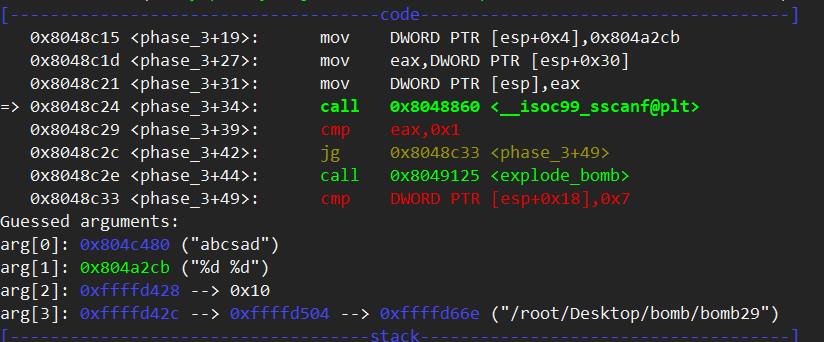 [-------------------------------------code-------------------------------------]
0x8048c15 <phase_3+19>: mov DWORD PTR [esp+0x4],0x804a2cb
0x8048c1d <phase_3+27>: mov eax,DWORD PTR [esp+0x30]
0x8048c21 <phase_3+31>: mov DWORD PTR [esp],eax
=> 0x8048c24 <phase_3+34>: call 0x8048860 <__isoc99_sscanf@plt>
0x8048c29 <phase_3+39>: cmp eax,0x1
0x8048c2c <phase_3+42>: jg 0x8048c33 <phase_3+49>
0x8048c2e <phase_3+44>: call 0x8049125 <explode_bomb>
0x8048c33 <phase_3+49>: cmp DWORD PTR [esp+0x18],0x7
Guessed arguments:
arg[0]: 0x804c480 ("abcsad")
arg[1]: 0x804a2cb ("%d %d")
arg[2]: 0xffffd428 --> 0x10
arg[3]: 0xffffd42c --> 0xffffd504 --> 0xffffd66e ("/root/Desktop/bomb/bomb29")
[------------------------------------stack-------------------------------------]